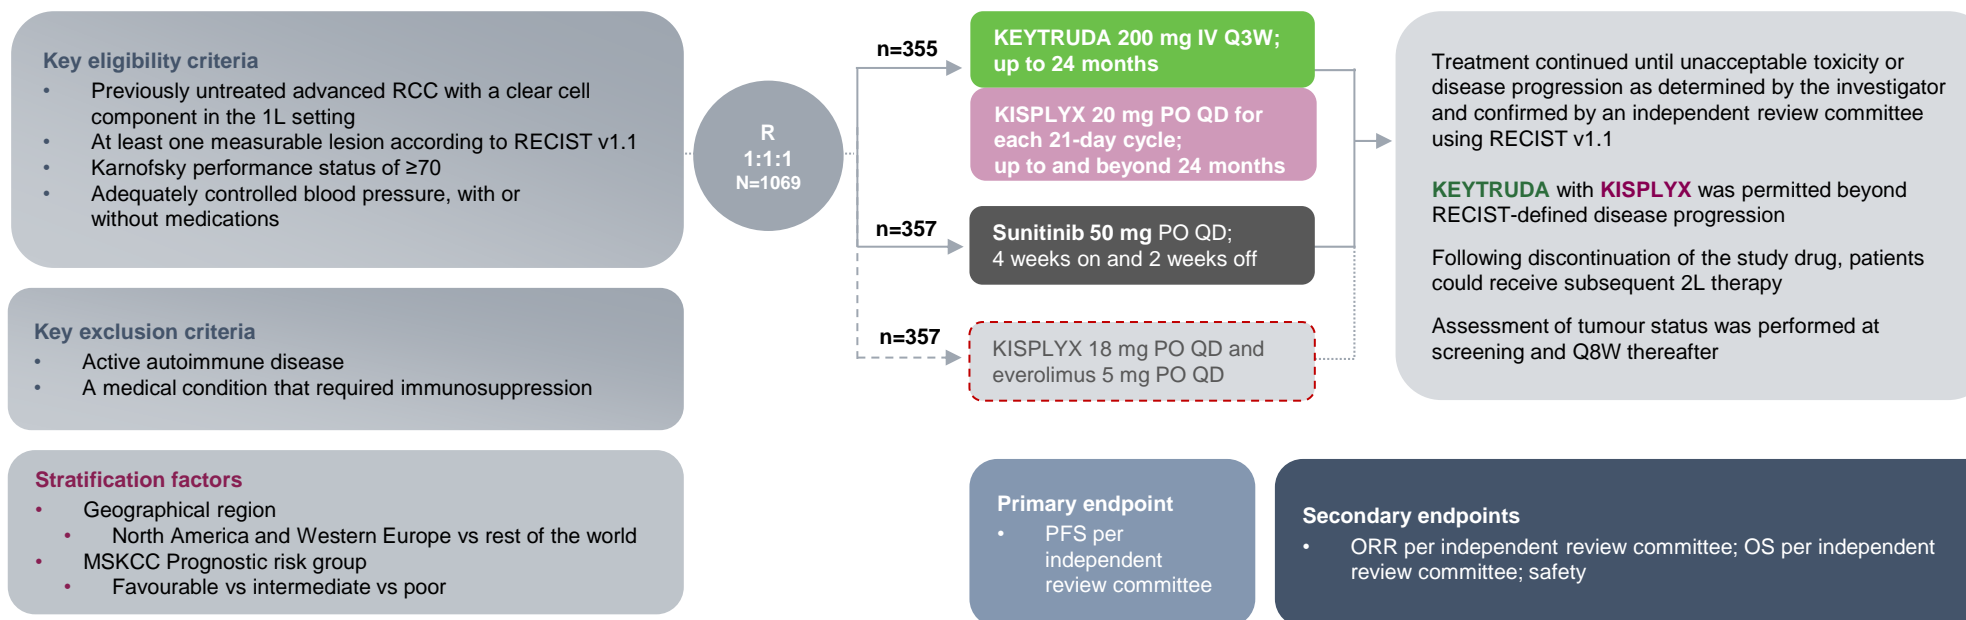 Key eligibility criteria
• Previously untreated advanced RCC with a clear cell
component in the 1L setting
• At least one measurable lesion according to RECIST v1.1
• Karnofsky performance status of ≥70
• Adequately controlled blood pressure, with or
without medications
Key exclusion criteria
• Active autoimmune disease
• A medical condition that required immunosuppression
Stratification factors
• Geographical region
• North America and Western Europe vs rest of the world
• MSKCC Prognostic risk group
• Favourable vs intermediate vs poor
R
1:1:1
N=1069
n=355
KEYTRUDA 200 mg IV Q3W;
up to 24 months
KISPLYX 20 mg PO QD for
each 21-day cycle;
up to and beyond 24 months
n=357
Sunitinib 50 mg PO QD;
4 weeks on and 2 weeks off
n=357
KISPLYX 18 mg PO QD and
everolimus 5 mg PO QD
Treatment continued until unacceptable toxicity or
disease progression as determined by the investigator
and confirmed by an independent review committee
using RECIST v1.1
KEYTRUDA with KISPLYX was permitted beyond
RECIST-defined disease progression
Following discontinuation of the study drug, patients
could receive subsequent 2L therapy
Assessment of tumour status was performed at
screening and Q8W thereafter
Primary endpoint
• PFS per
independent
review committee
Secondary endpoints
• ORR per independent review committee; OS per independent
review committee; safety